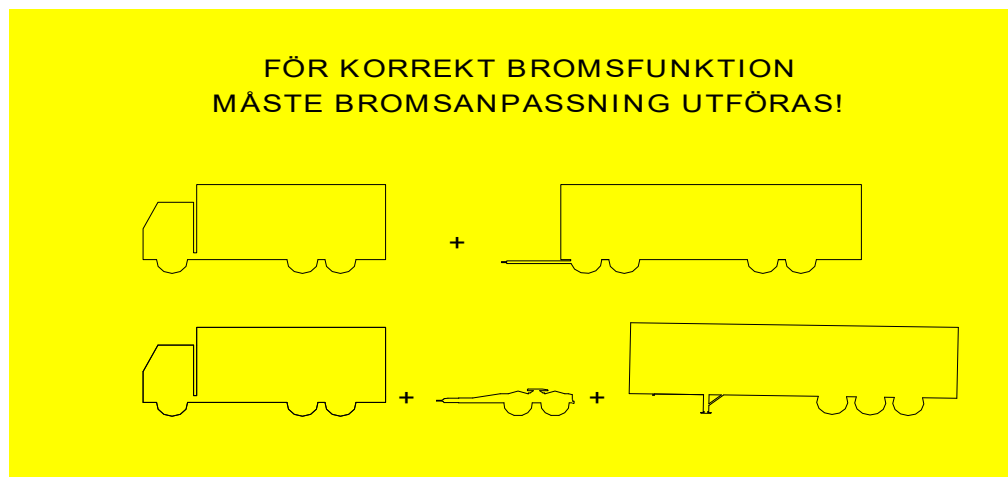 FÖR KORREKT BROMSFUNKTION
MÅSTE BROMSANPASSNING UTFÖRAS!
+
+ +